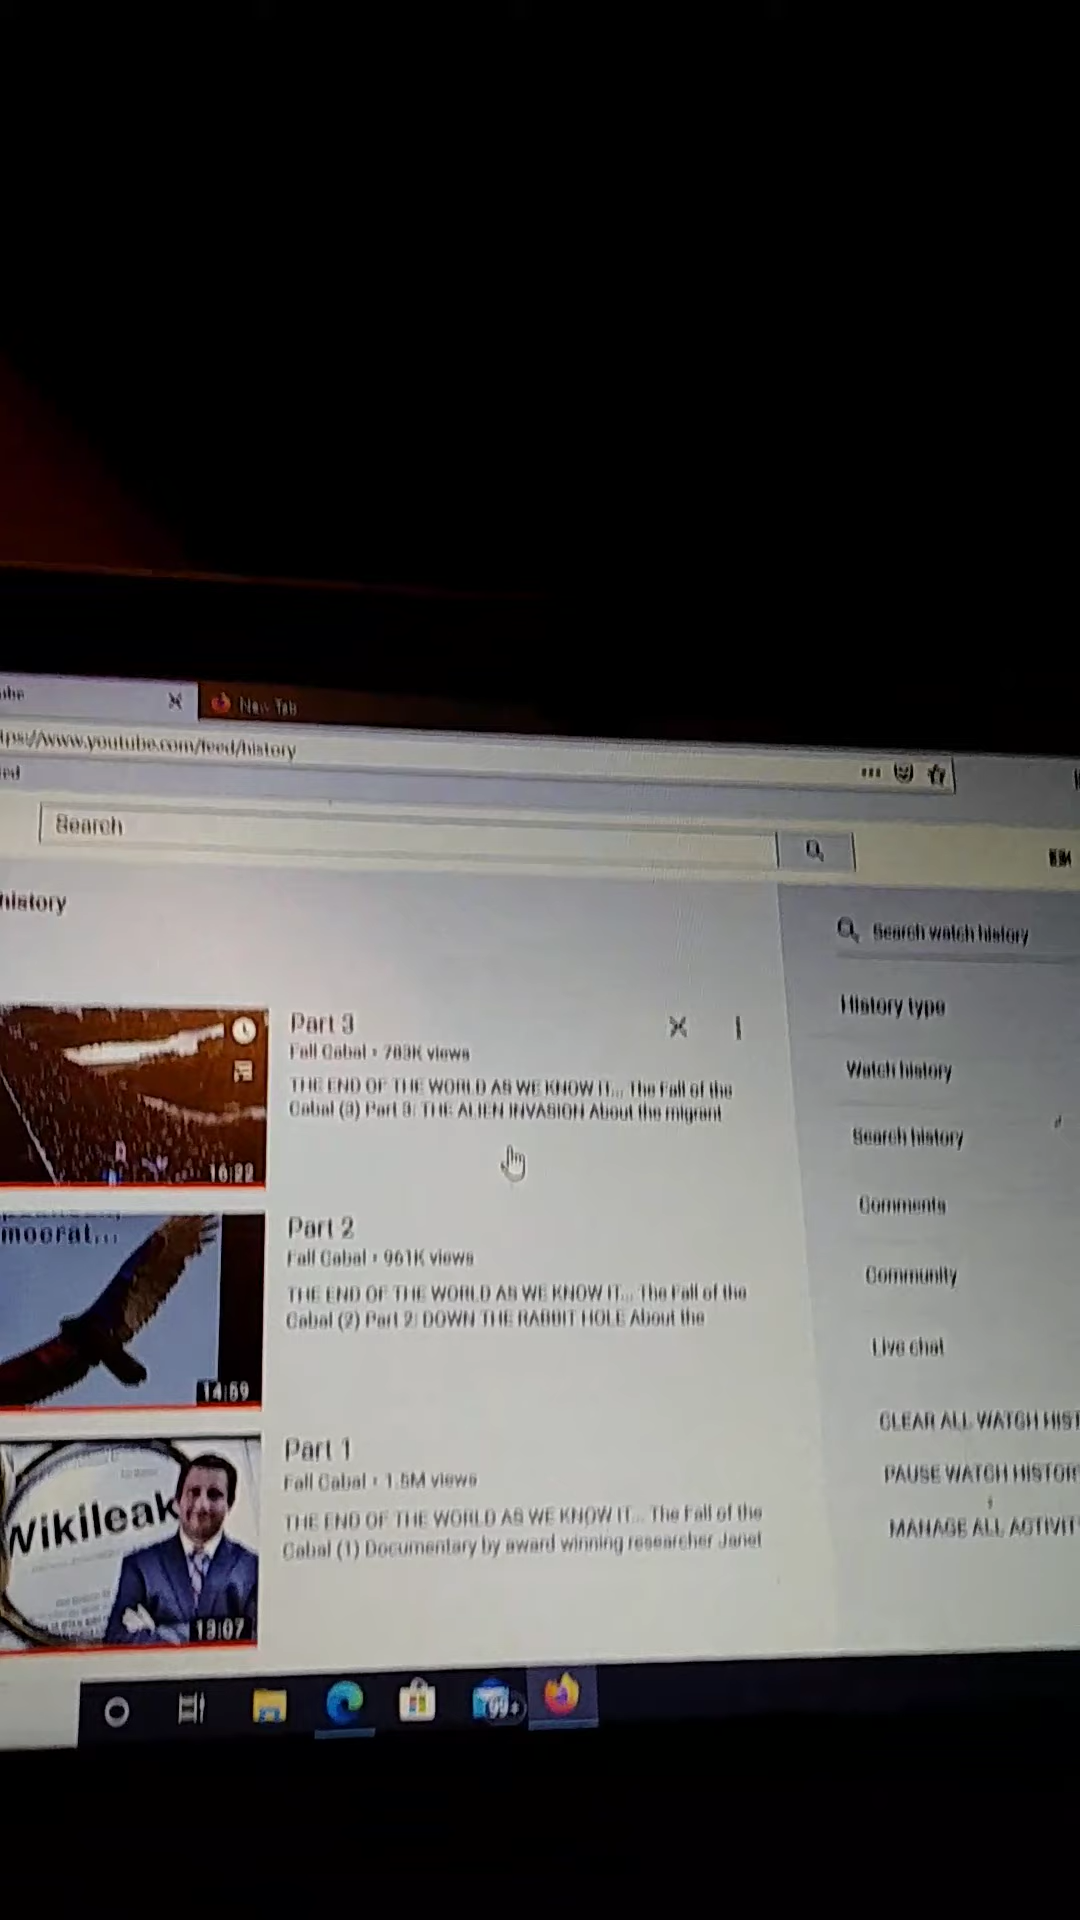 ube
New Tab
tps://www.youtube.com/feed/history
ed
Search
history
Search watch history
History type
Watch history
Search history
Comments
Community
Live chat
CLEAR ALL WATCH HIST
PAUSE WATCH HISTOR
MANAGE ALL ACTIVIT
Part 3
Fall Cabal • 783K views
THE END OF THE WORLD AS WE KNOW IT... The Fall of the
Cabal (3) Part 3: THE ALIEN INVASION About the migrant
16:22
mocrat...
Part 2
Fall Cabal • 961K views
THE END OF THE WORLD AS WE KNOW IT... The Fall of the
Cabal (2) Part 2: DOWN THE RABBIT HOLE About the
14:59
Wikileak
Part 1
Fall Cabal • 1.5M views
THE END OF THE WORLD AS WE KNOW IT... The Fall of the
Cabal (1) Documentary by award winning researcher Janet
13:07
99+